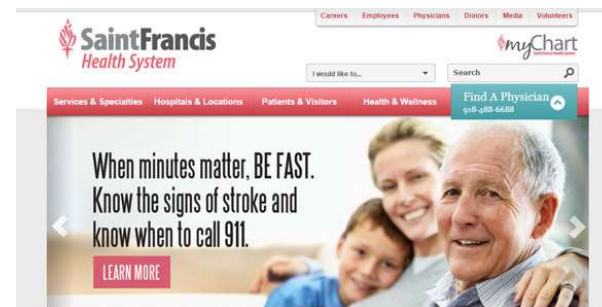 Careers Employees Physicians Donors Media Volunteers
SaintFrancis
Health System
myChart
I would like to...
Search
Services & Specialties Hospitals & Locations Patients & Visitors Health & Wellness
Find A Physician
918-488-6688
When minutes matter, BE FAST.
Know the signs of stroke and
know when to call 911.
LEARN MORE